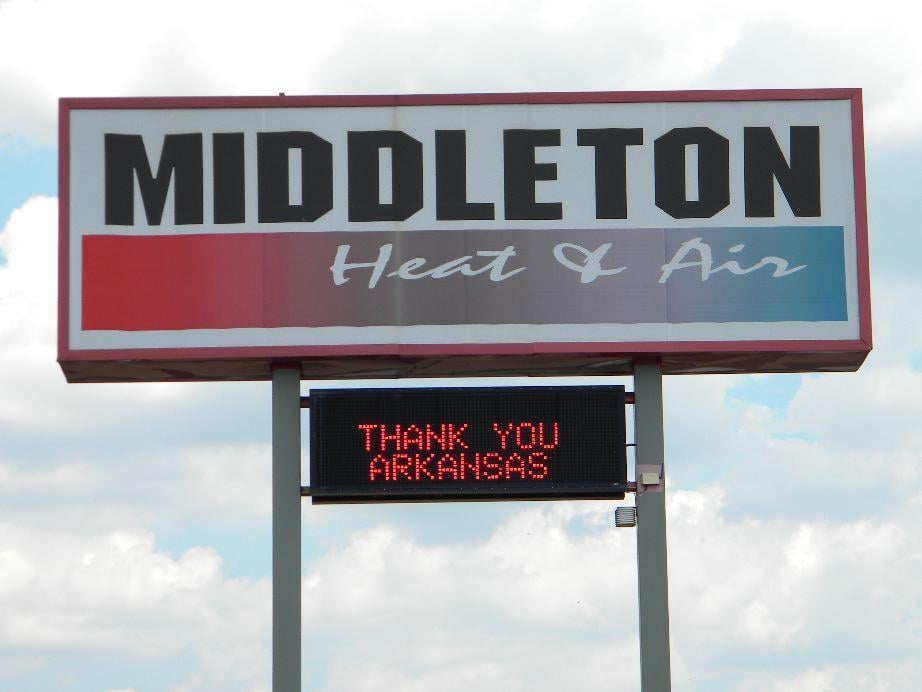 MIDDLETON
Heat & Air
THANK YOU
ARKANSAS